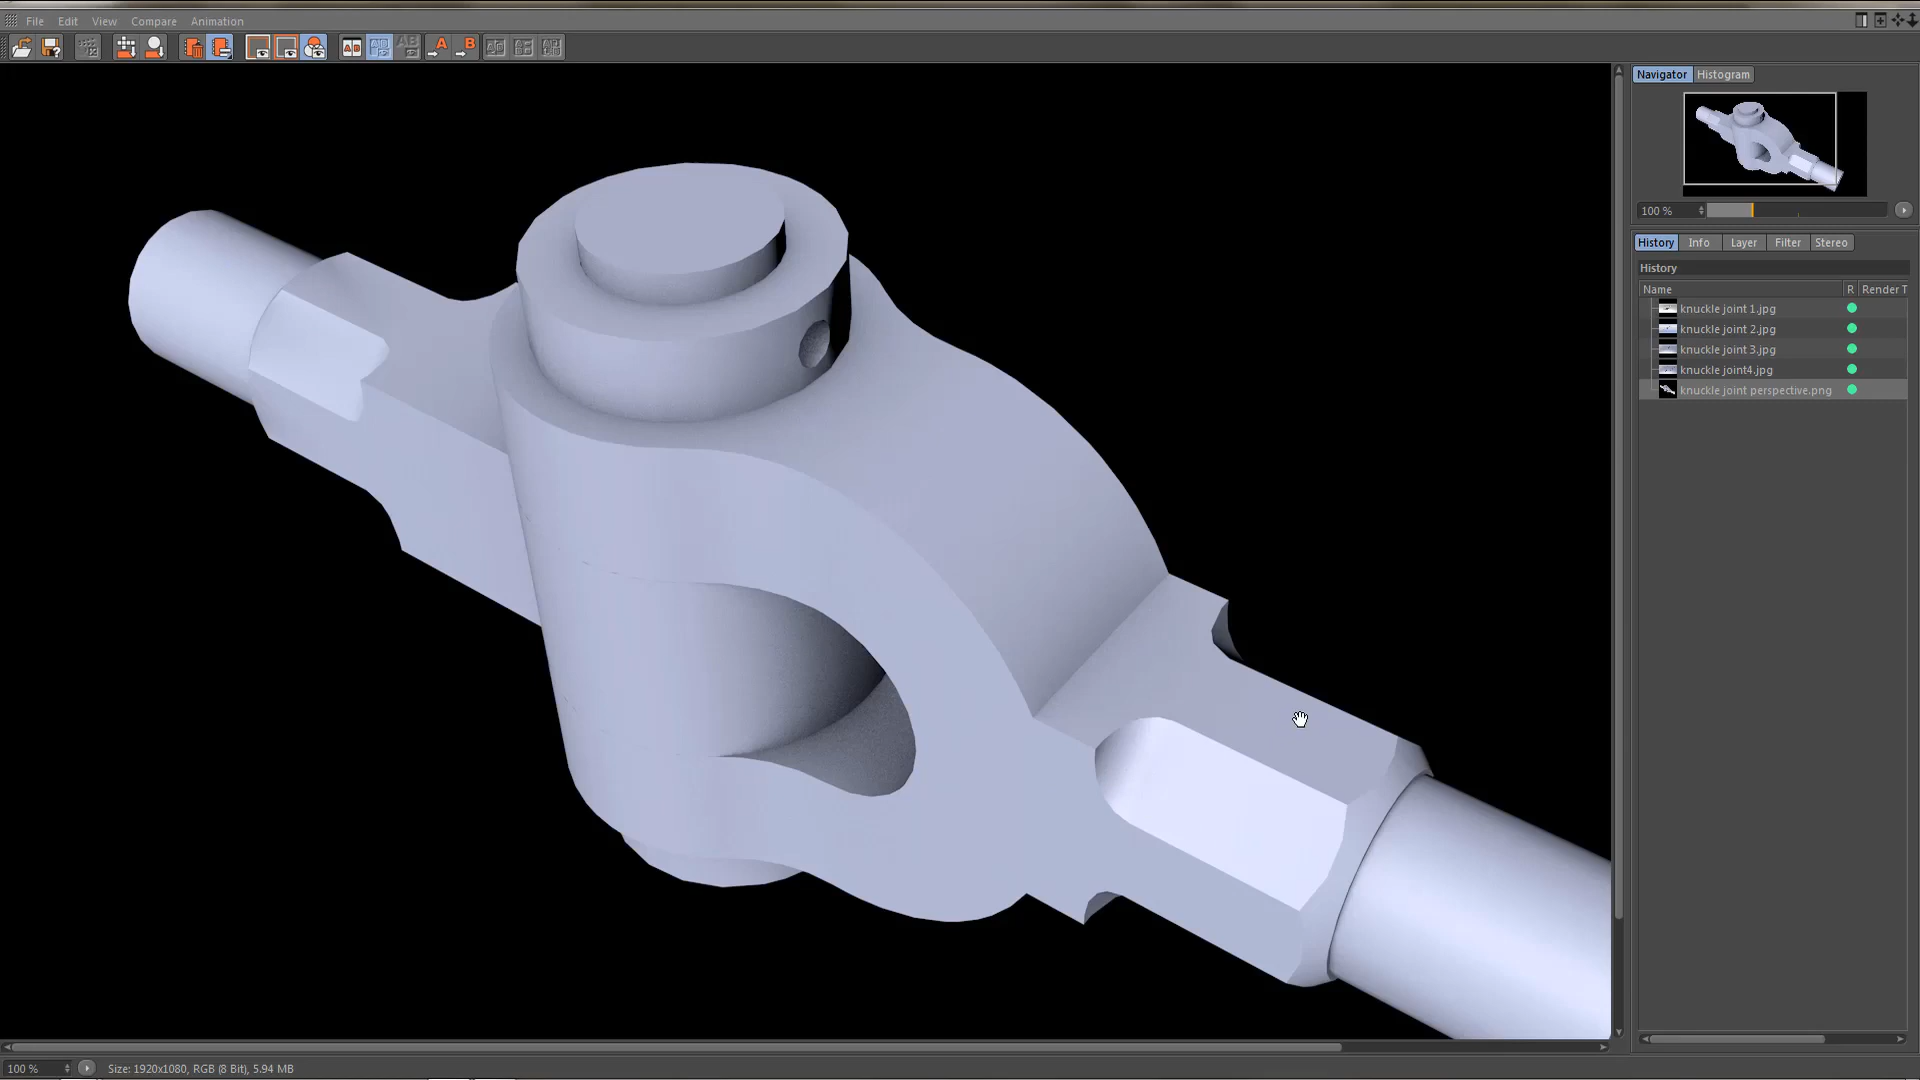 File Edit View Compare Animation
Navigator Histogram
100 %
History Info Layer Filter Stereo
History
Name R Render T
knuckle joint 1.jpg
knuckle joint 2.jpg
knuckle joint 3.jpg
knuckle joint4.jpg
knuckle joint perspective.png
100 % Size: 1920x1080, RGB (8 Bit), 5.94 MB